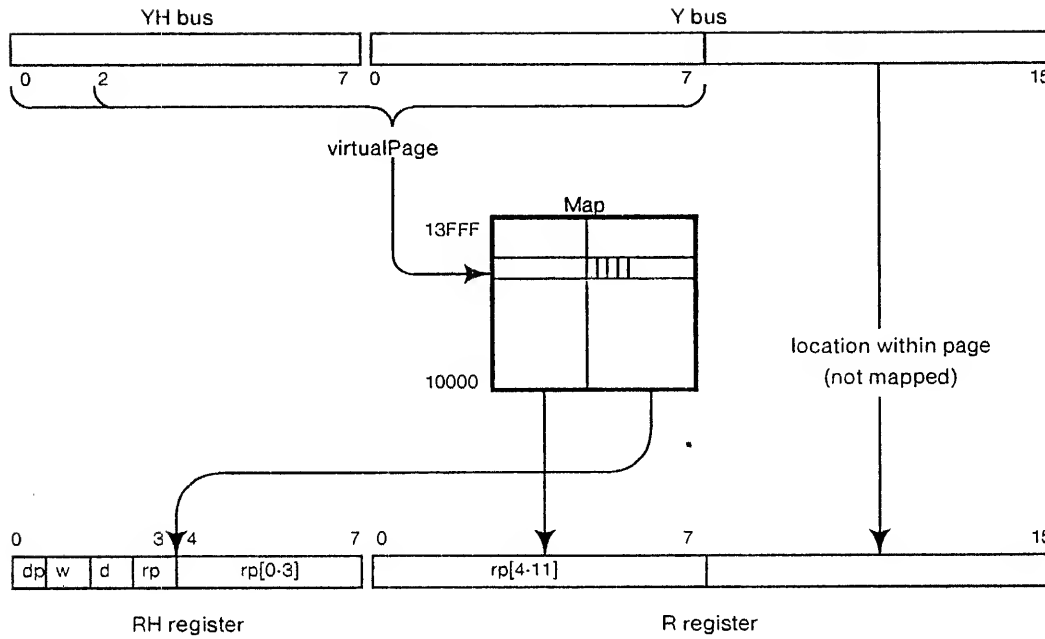 YH bus Y bus
0 2 7 0 7 15
virtualPage
Map
13FFF
location within page
(not mapped)
10000
0 3 4 7 0 7 15
dp w d rp rp[0-3] rp[4-11]
RH register R register